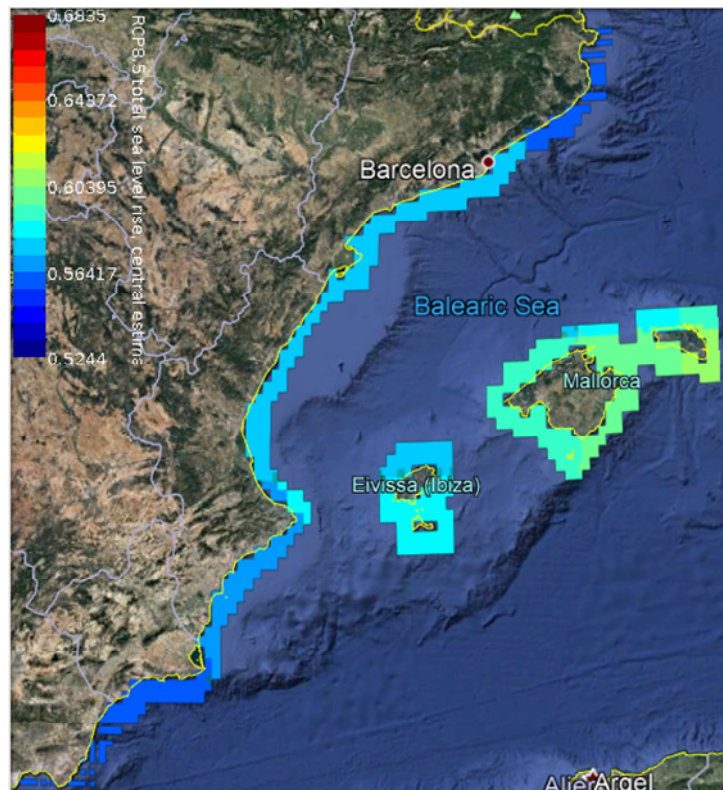 0.6835
0.64372
0.60395
0.56417
0.5244
RCP8.5 total sea level rise, central estima
Barcelona
Balearic Sea
Mallorca
Eivissa (Ibiza)
Argel